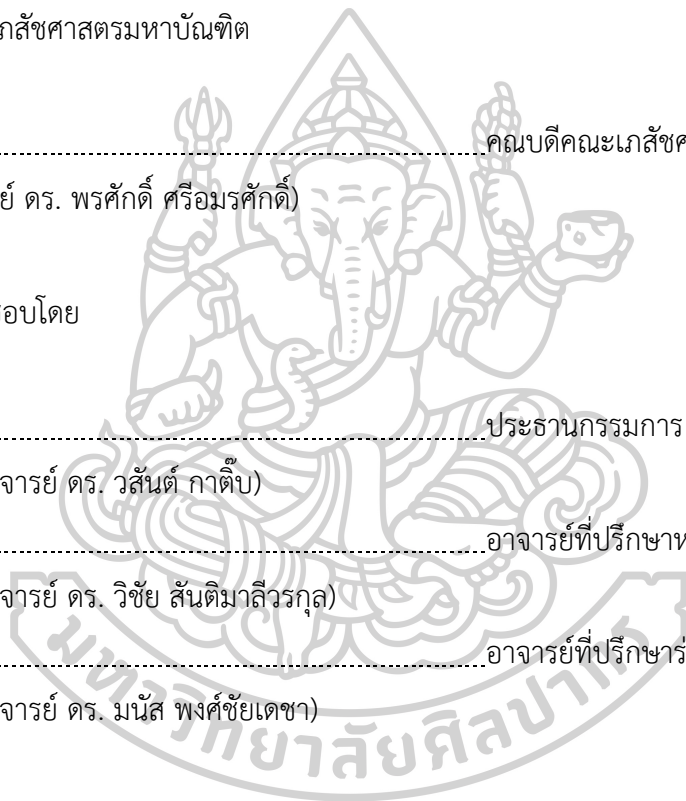 ภสัชศาสตรมหาบัณฑิต
คณบดีคณะเภสัชศ
ย์ ดร. พรศักดิ์ ศรีอมรศักดิ์)
อบโดย
ประธานกรรมการ
จารย์ ดร. วสันต์ กาติ๊บ)
อาจารย์ที่ปรึกษาห
จารย์ ดร. วิชัย สันติมาลีวรกุล)
อาจารย์ที่ปรึกษาร่
จารย์ ดร. มนัส พงศ์ชัยเดชา)
มหาวิทยาลัยศิลปากร